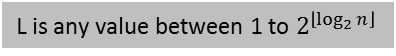 L is any value between 1 to 2^⌊log₂ n⌋